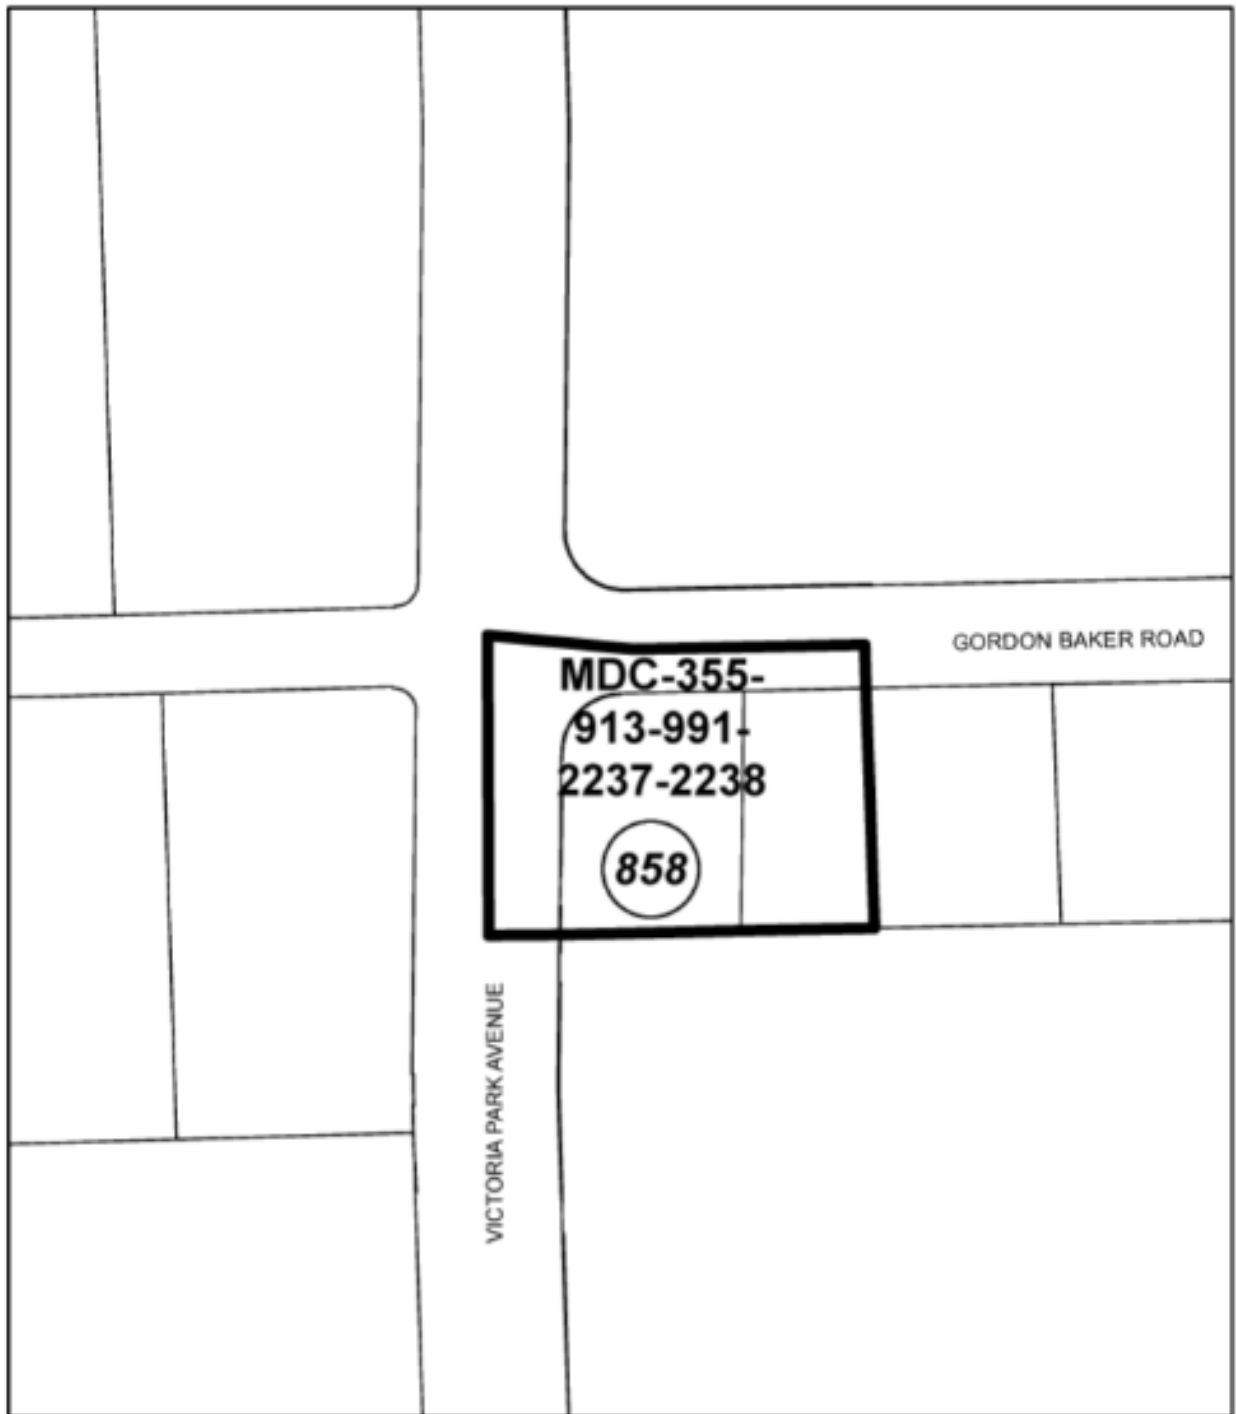 GORDON BAKER ROAD
MDC-355-
913-991-
2237-2238
858
VICTORIA PARK AVENUE